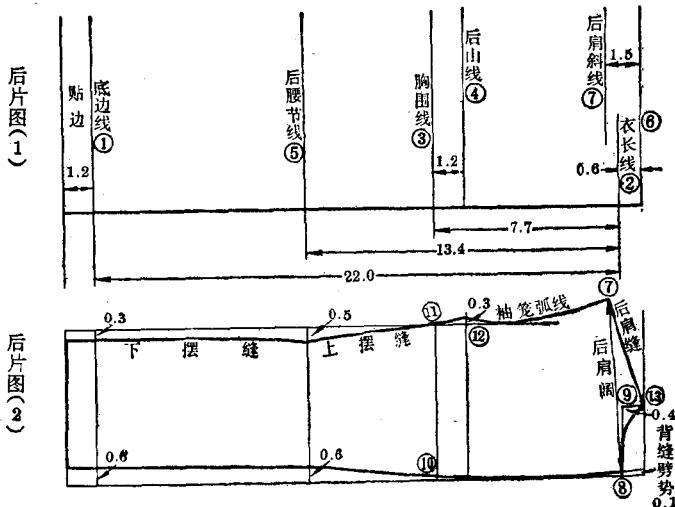 后片图(1)
贴边
底边线①
后腰节线⑤
胸围线③
后山线④
后肩斜线⑦
衣长线②
⑥
1.5
0.6
1.2
1.2
7.7
13.4
22.0
后片图(2)
0.3
0.5
⑪
0.3
⑫
袖笼弧线
⑦
后肩缝
下摆缝
上摆缝
后肩阔
⑨
⑬
0.4
背缝劈势
0.6
0.6
⑩
⑧